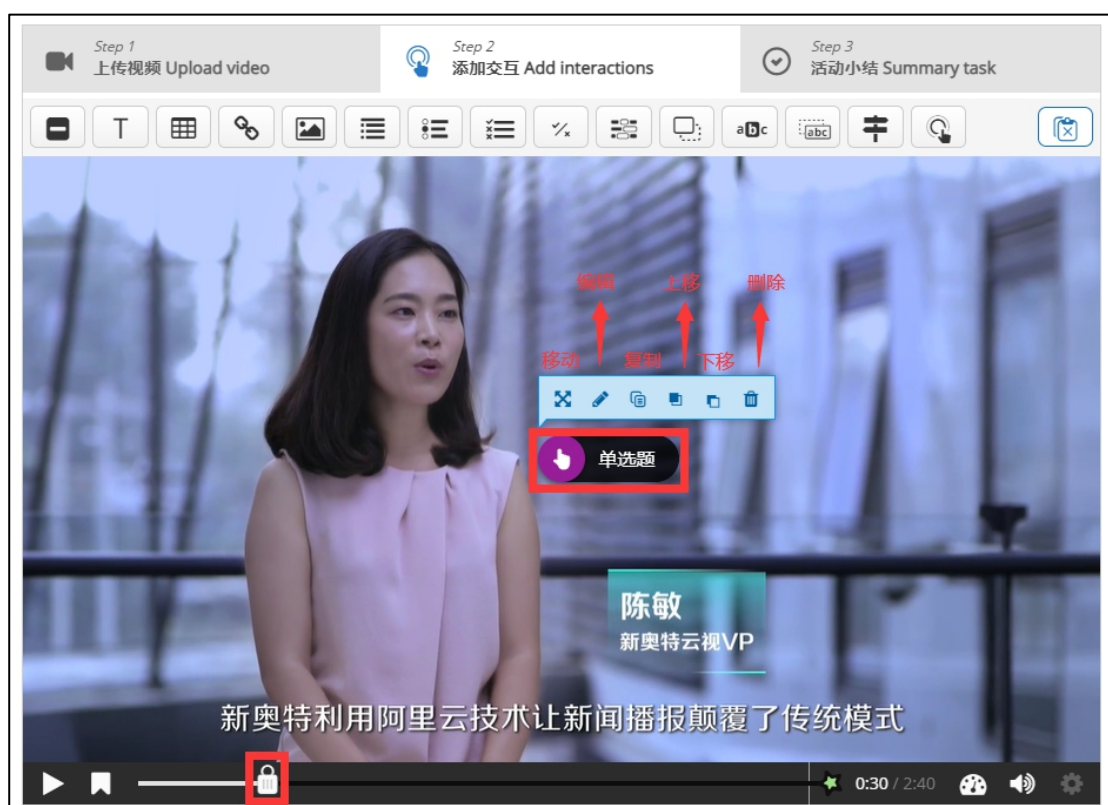 Step 1
上传视频 Upload video
Step 2
添加交互 Add interactions
Step 3
活动小结 Summary task
T
abc
abc
编辑 上移 删除
移动 复制 下移
单选题
陈敏
新奥特云视VP
新奥特利用阿里云技术让新闻播报颠覆了传统模式
0:30 / 2:40